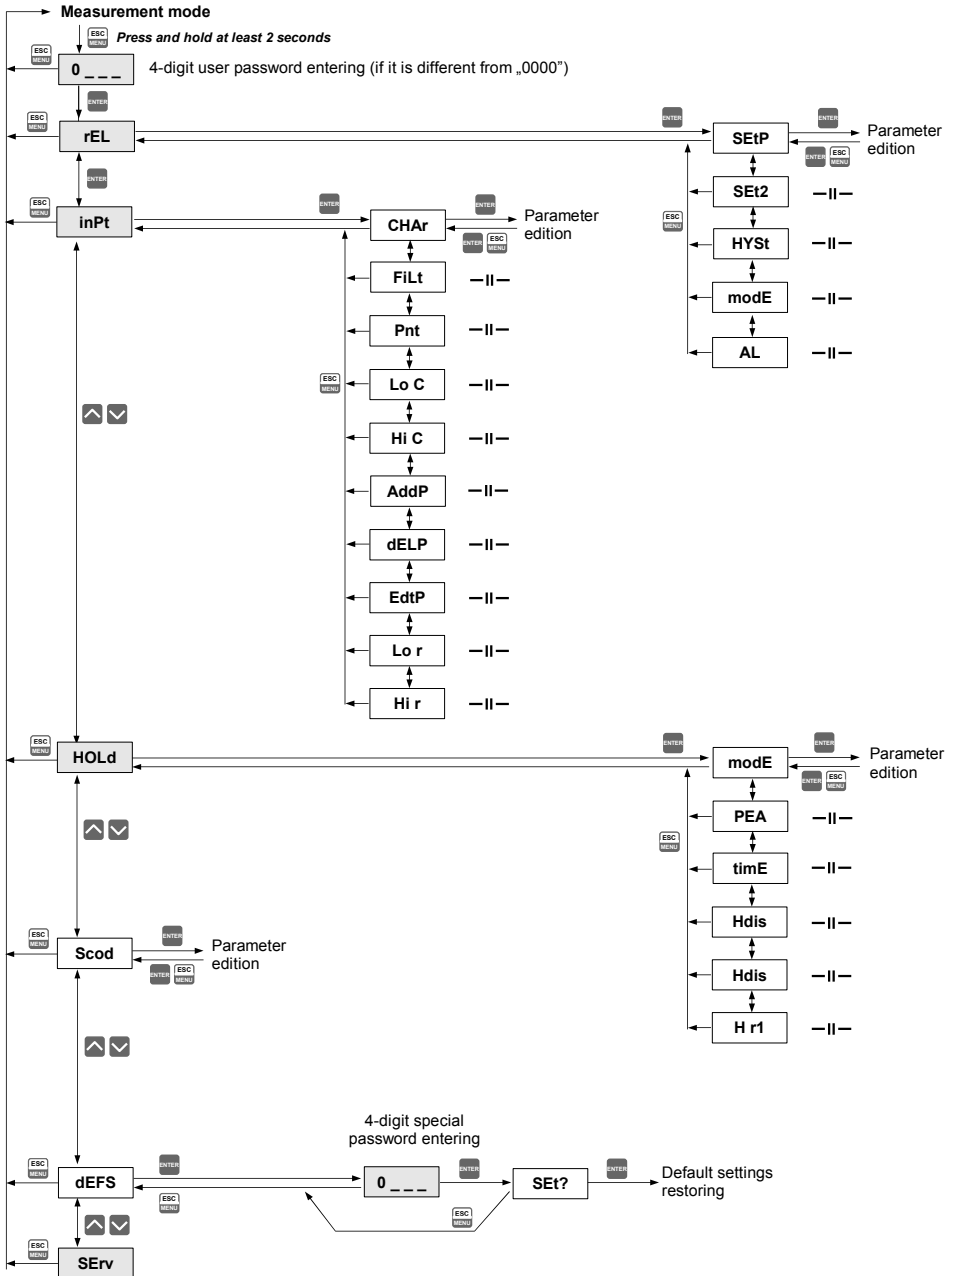 Measurement mode
ESC MENU
Press and hold at least 2 seconds
ESC MENU
0 _ _ _
4-digit user password entering (if it is different from „0000”)
ENTER
ESC MENU
rEL
ENTER
SEtP
ENTER
ENTER
ESC MENU
Parameter
edition
ENTER
SEt2
–II–
ESC MENU
inPt
ENTER
CHAr
ENTER
ENTER
ESC MENU
Parameter
edition
ESC MENU
HYSt
–II–
FiLt
–II–
modE
–II–
Pnt
–II–
AL
–II–
ESC MENU
Lo C
–II–
Hi C
–II–
AddP
–II–
dELP
–II–
EdtP
–II–
Lo r
–II–
Hi r
–II–
ESC MENU
HOLd
ENTER
modE
ENTER
ENTER
ESC MENU
Parameter
edition
PEA
–II–
ESC MENU
timE
–II–
Hdis
–II–
ESC MENU
Scod
ENTER
ENTER
ESC MENU
Parameter
edition
Hdis
–II–
H r1
–II–
4-digit special
password entering
ESC MENU
dEFS
ENTER
ESC MENU
0 _ _ _
ENTER
SEt?
ENTER
ESC MENU
Default settings
restoring
ESC MENU
SErv